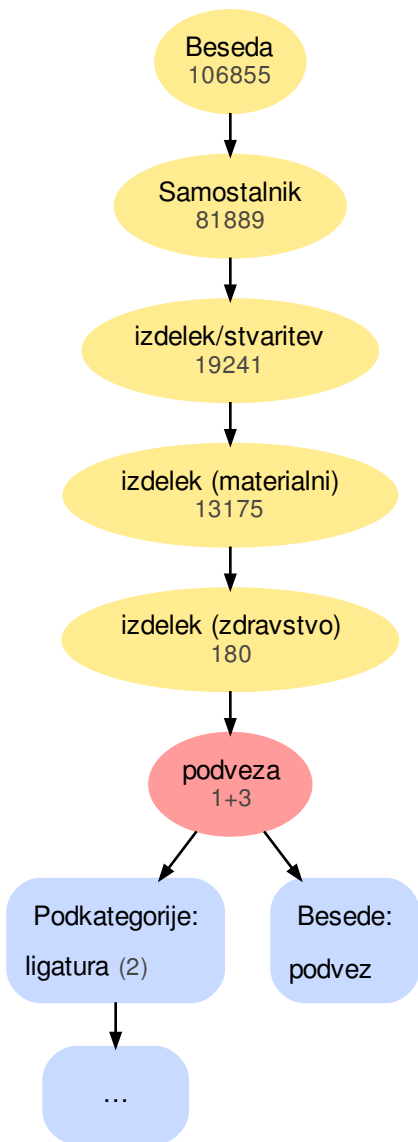 Beseda
106855
Samostalnik
81889
izdelek/stvaritev
19241
izdelek (materialni)
13175
izdelek (zdravstvo)
180
podveza
1+3
Podkategorije:
ligatura (2)
Besede:
podvez
...